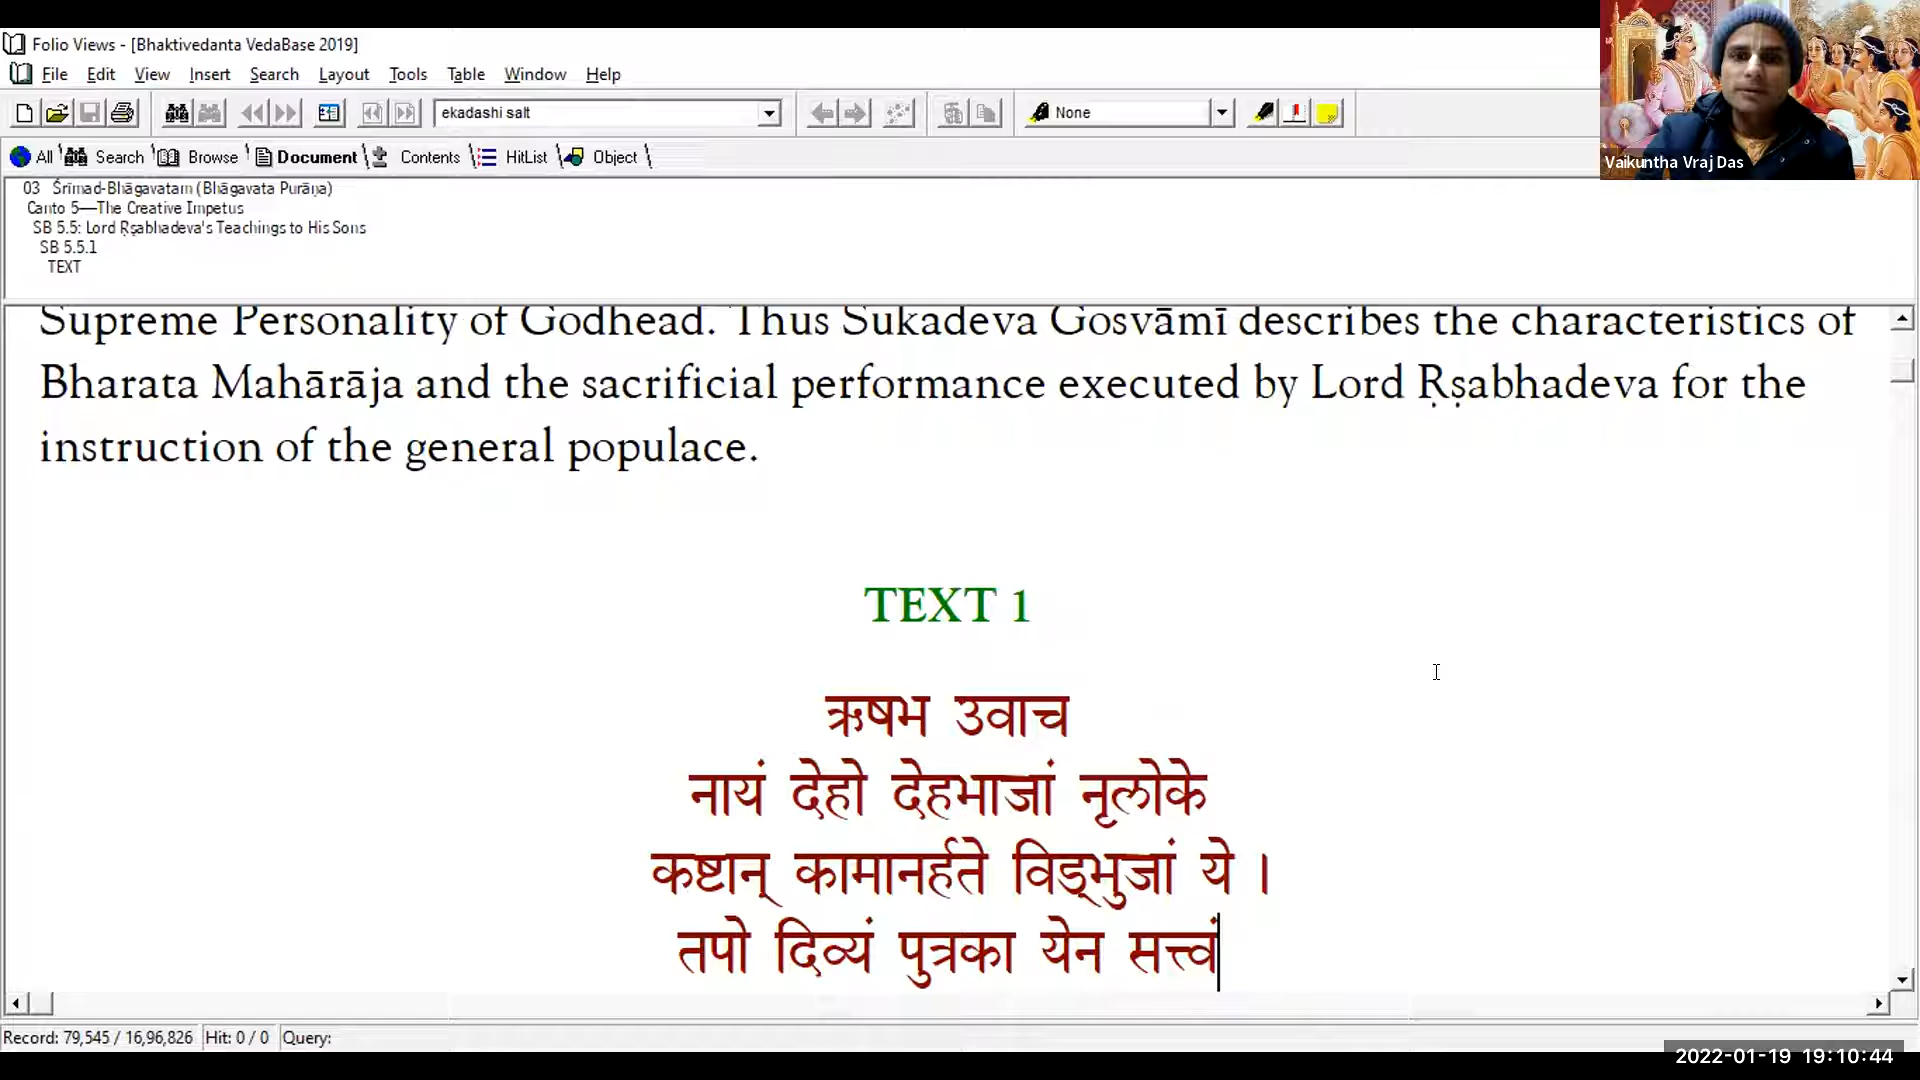 Folio Views - [Bhaktivedanta VedaBase 2019]
File Edit View Insert Search Layout Tools Table Window Help
ekadashi salt
None
All Search Browse Document Contents HitList Object
Vaikuntha Vraj Das
03 Śrīmad-Bhāgavatam (Bhāgavata Purāṇa)
Canto 5—The Creative Impetus
SB 5.5: Lord Ṛṣabhadeva's Teachings to His Sons
SB 5.5.1
TEXT
Supreme Personality of Godhead. Thus Śukadeva Gosvāmī describes the characteristics of
Bharata Mahārāja and the sacrificial performance executed by Lord Ṛṣabhadeva for the
instruction of the general populace.
TEXT 1
ऋषभ उवाच
नायं देहो देहभाजां नृलोके
कष्टान् कामानर्हते विड्भुजां ये ।
तपो दिव्यं पुत्रका येन सत्त्वं
Record: 79,545 / 16,96,826 Hit: 0 / 0 Query:
2022-01-19 19:10:44